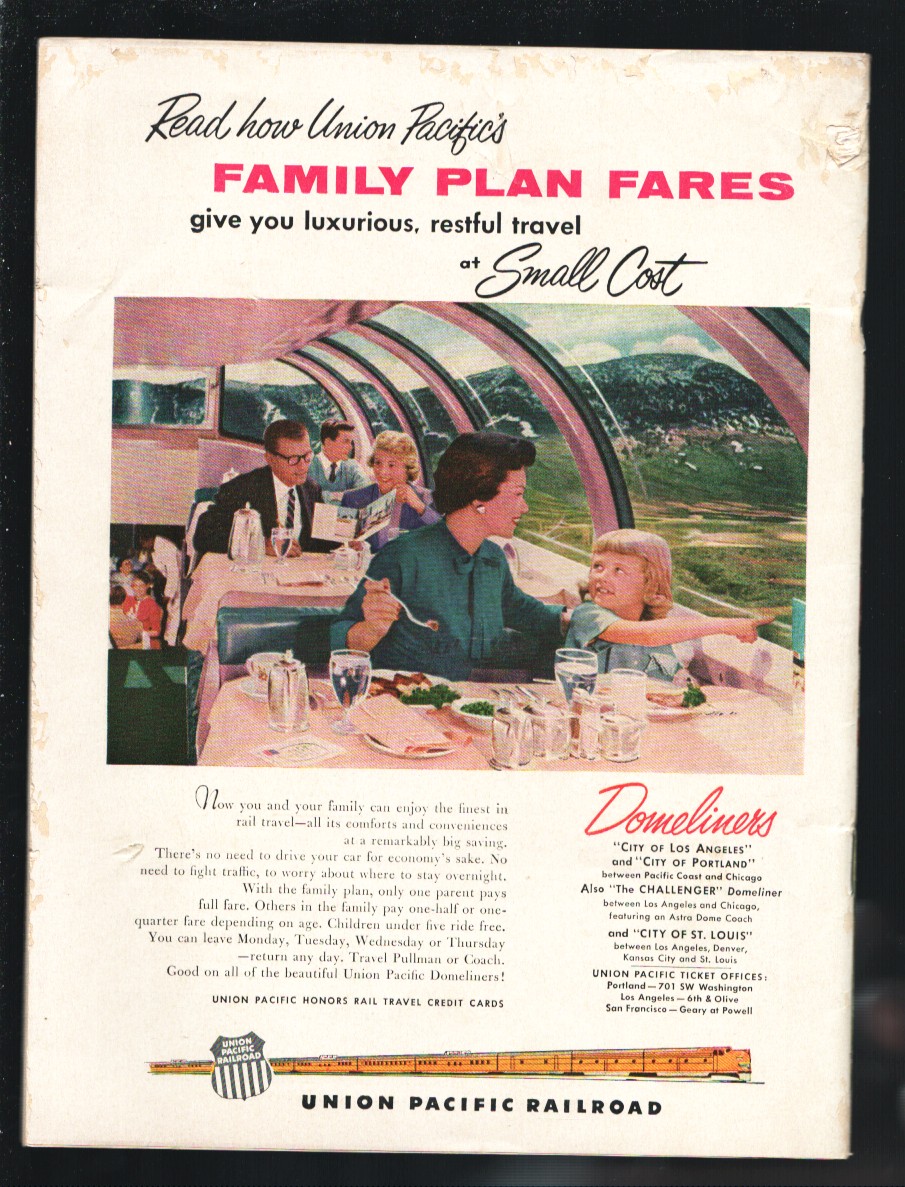 Read how Union Pacific's
FAMILY PLAN FARES
give you luxurious, restful travel
at Small Cost
Now you and your family can enjoy the finest in
rail travel—all its comforts and conveniences
at a remarkably big saving.
There's no need to drive your car for economy's sake. No
need to fight traffic, to worry about where to stay overnight.
With the family plan, only one parent pays
full fare. Others in the family pay one-half or one-
quarter fare depending on age. Children under five ride free.
You can leave Monday, Tuesday, Wednesday or Thursday
—return any day. Travel Pullman or Coach.
Good on all of the beautiful Union Pacific Domeliners!
UNION PACIFIC HONORS RAIL TRAVEL CREDIT CARDS
Domeliners
"CITY OF LOS ANGELES"
and "CITY OF PORTLAND"
between Pacific Coast and Chicago
Also "The CHALLENGER" Domeliner
between Los Angeles and Chicago,
featuring an Astra Dome Coach
and "CITY OF ST. LOUIS"
between Los Angeles, Denver,
Kansas City and St. Louis
UNION PACIFIC TICKET OFFICES:
Portland—701 SW Washington
Los Angeles—6th & Olive
San Francisco—Geary at Powell
UNION
PACIFIC
RAILROAD
UNION PACIFIC RAILROAD